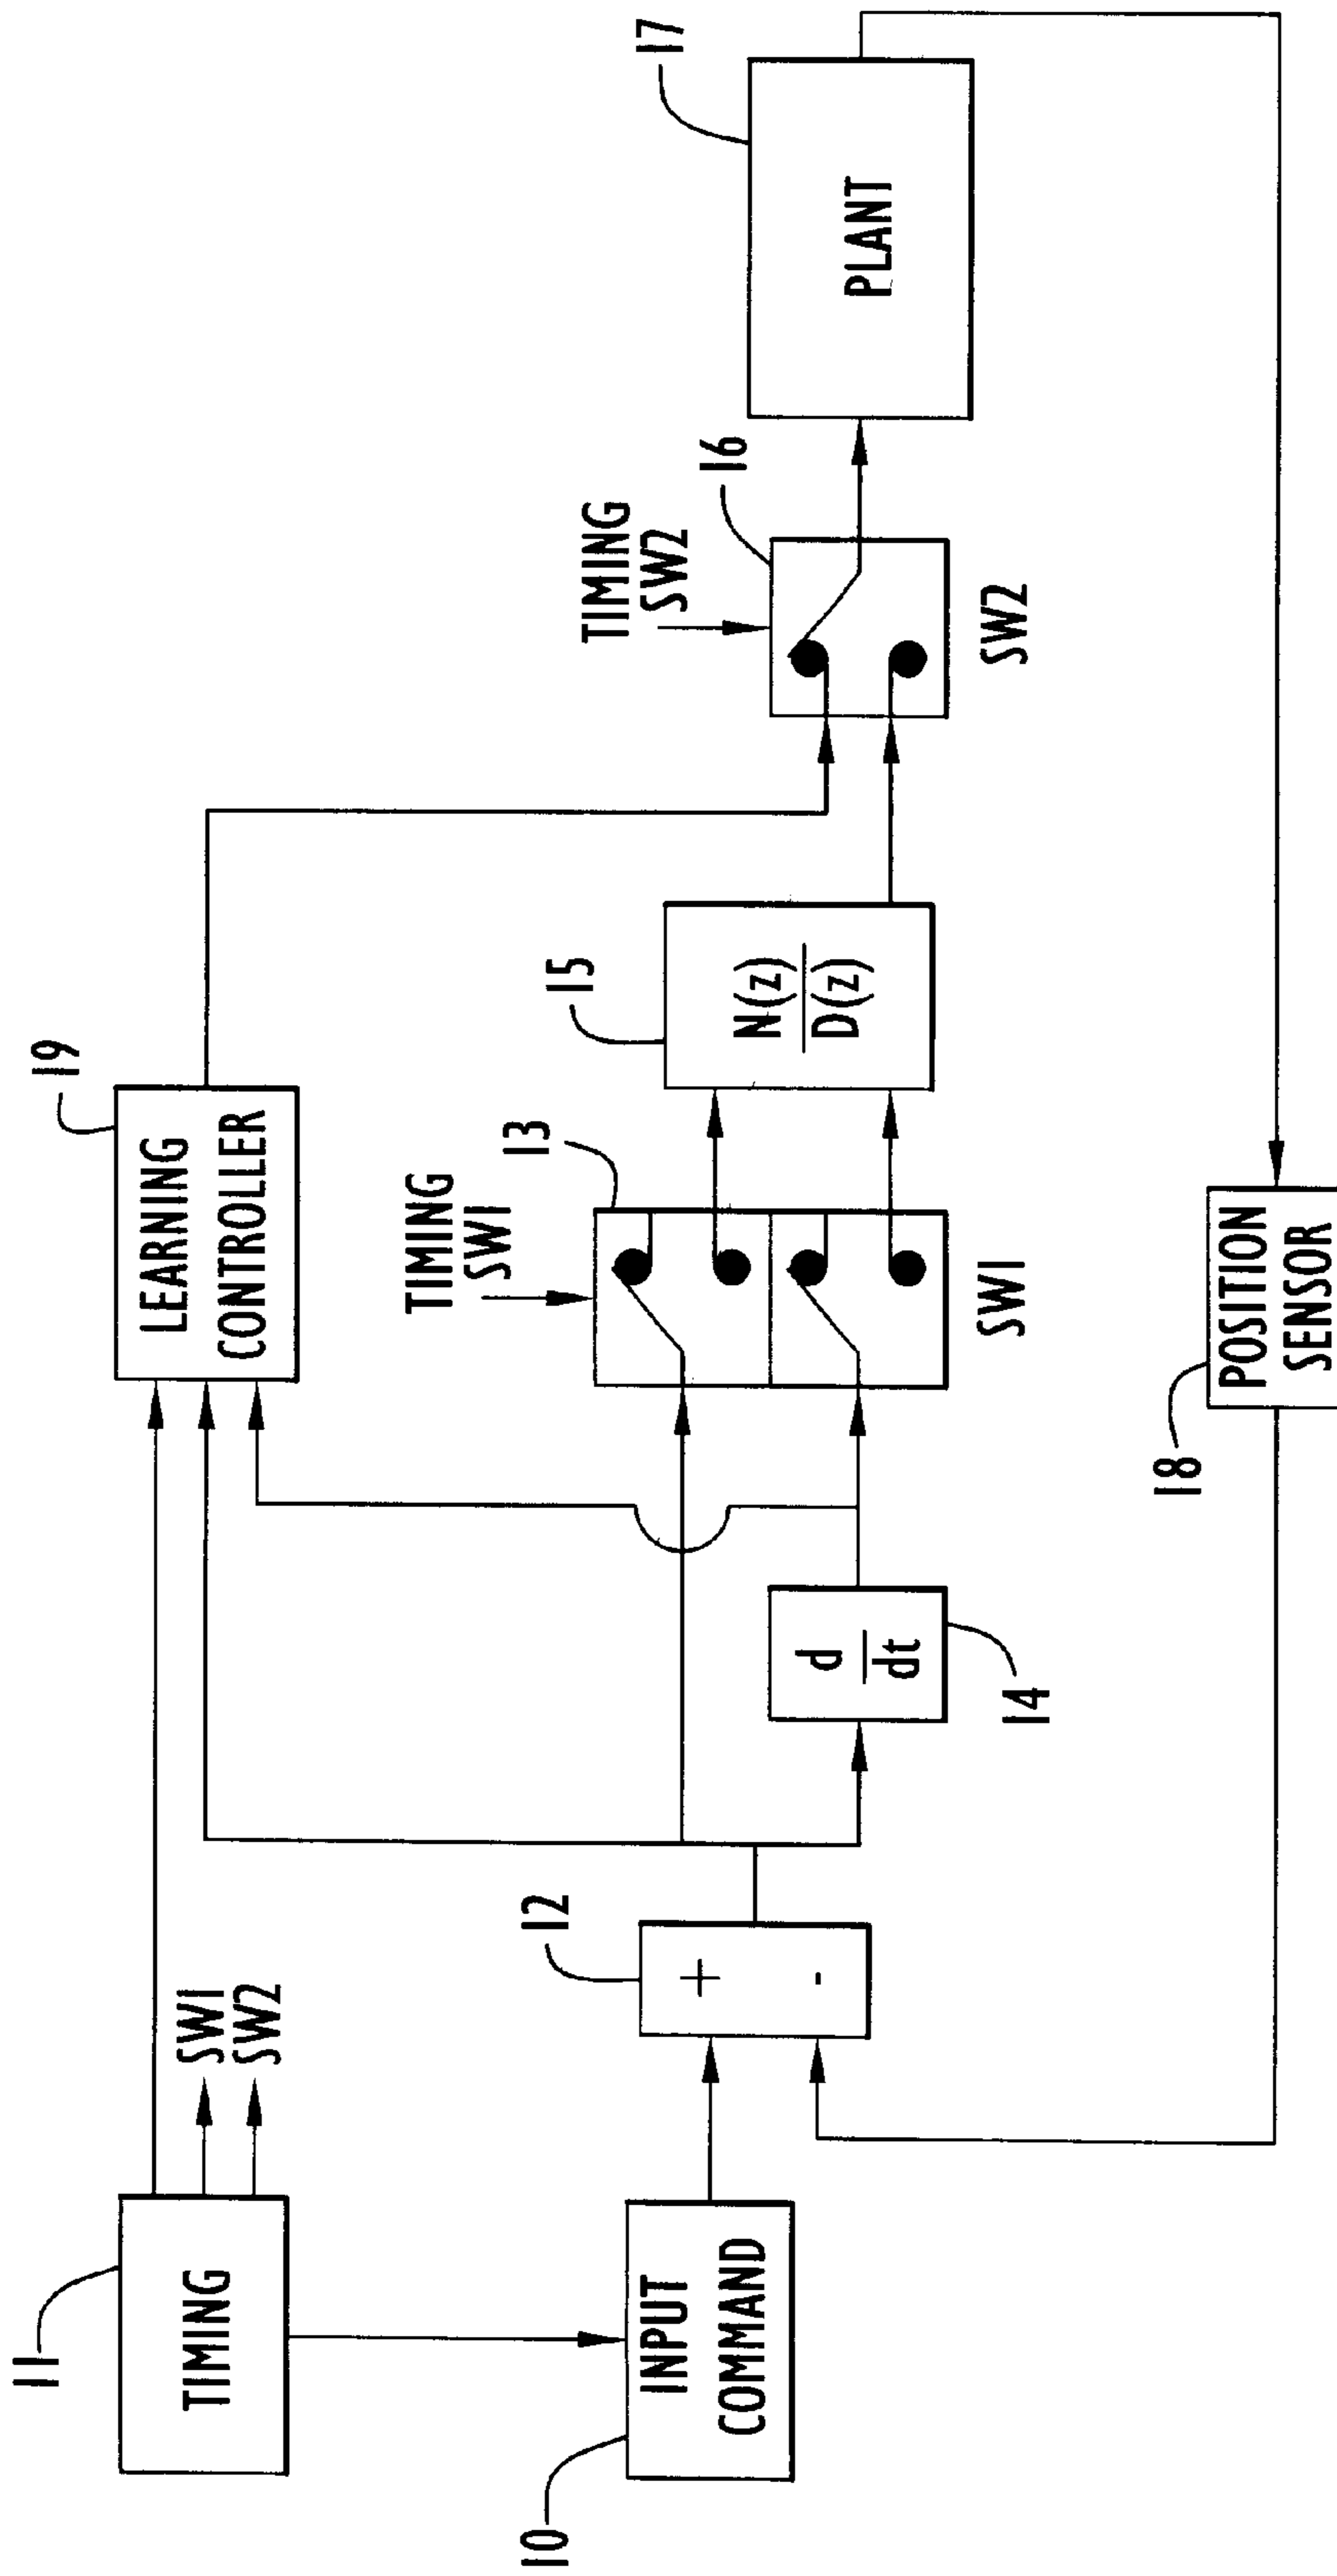 11
TIMING
SW1
SW2
19
LEARNING
CONTROLLER
TIMING
SW2
16
17
PLANT
TIMING
SW1
13
15
N(z)
D(z)
12
+
-
10
INPUT
COMMAND
d
dt
14
SW1
SW2
18
POSITION
SENSOR